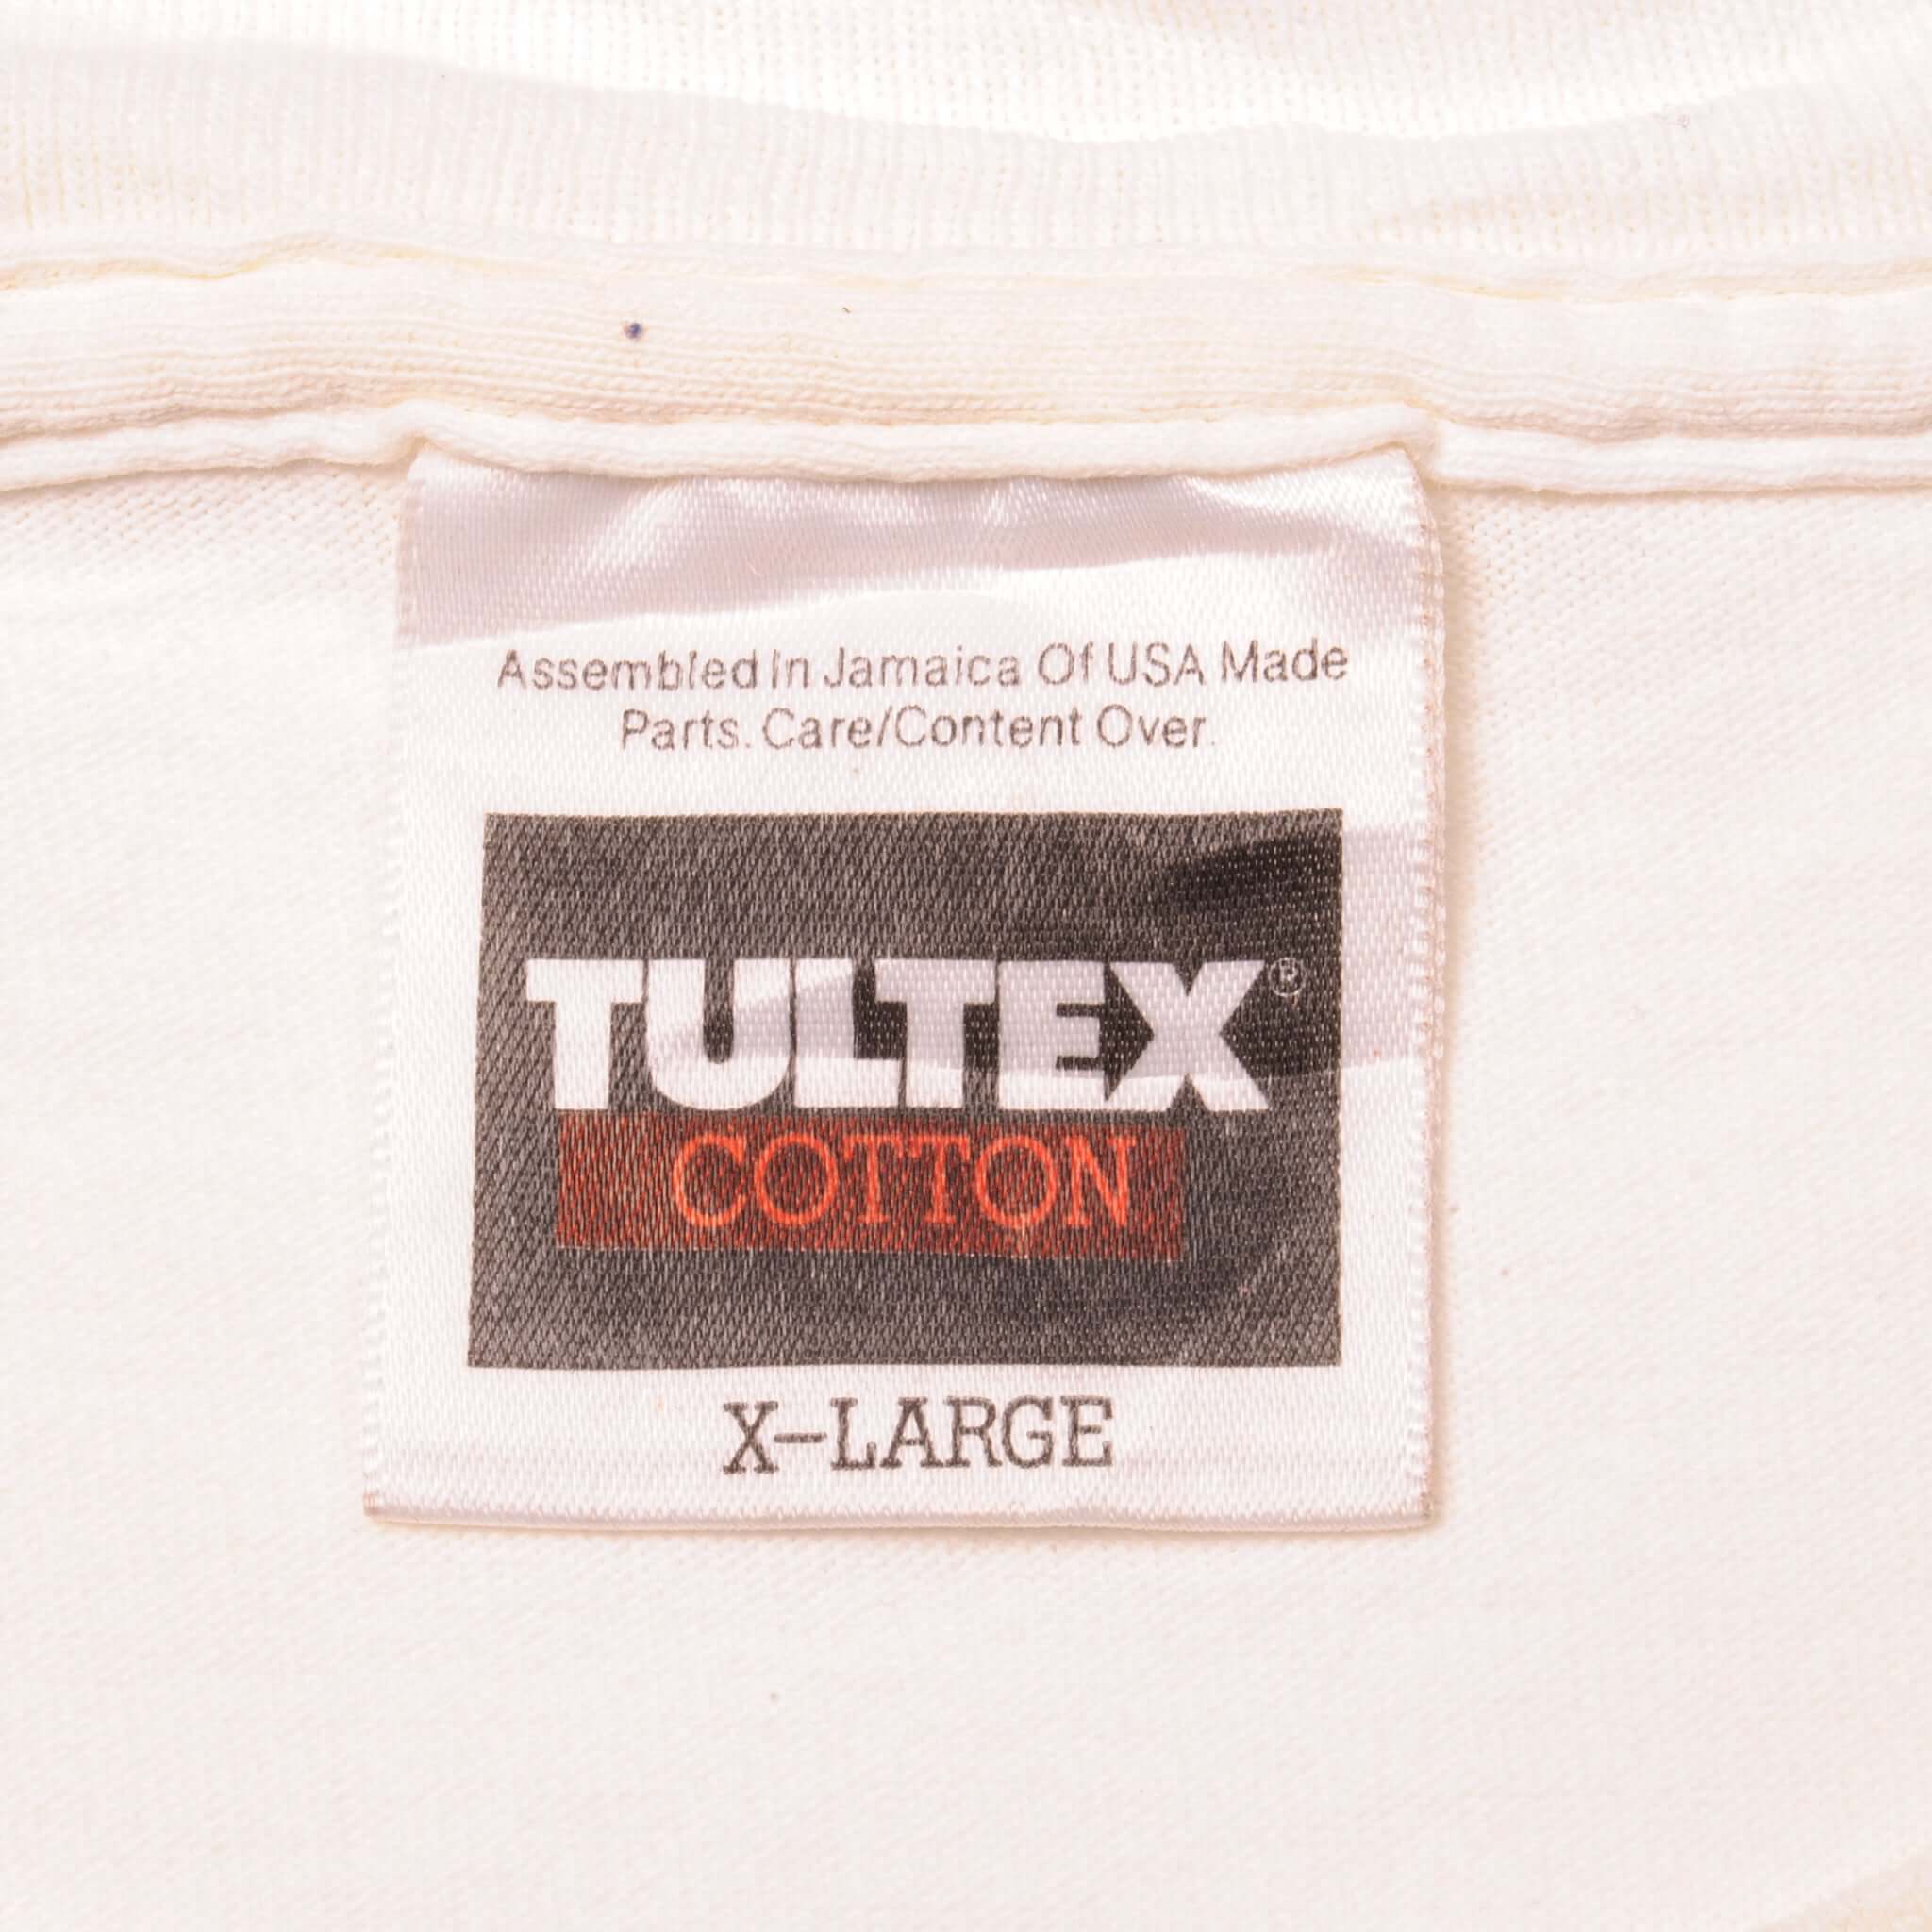 Assembled In Jamaica Of USA Made
Parts. Care/Content Over.
TULTEX®
COTTON
X-LARGE